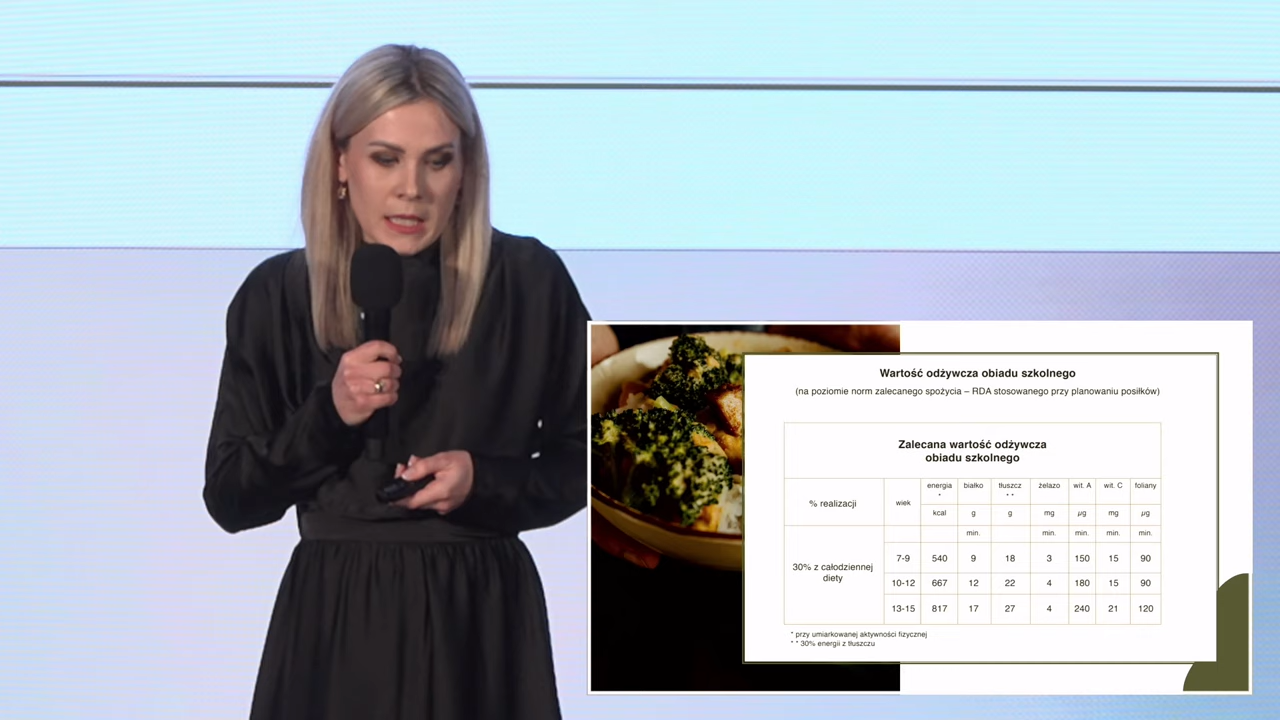 Wartość odżywcza obiadu szkolnego
(na poziomie norm zalecanego spożycia – RDA stosowanego przy planowaniu posiłków)
Zalecana wartość odżywcza
obiadu szkolnego
% realizacji wiek energia * białko tłuszcz * * żelazo wit. A wit. C foliany
kcal g g mg µg mg µg
min. min. min. min. min.
30% z całodziennej diety
7-9 540 9 18 3 150 15 90
10-12 667 12 22 4 180 15 90
13-15 817 17 27 4 240 21 120
* przy umiarkowanej aktywności fizycznej
* * 30% energii z tłuszczu